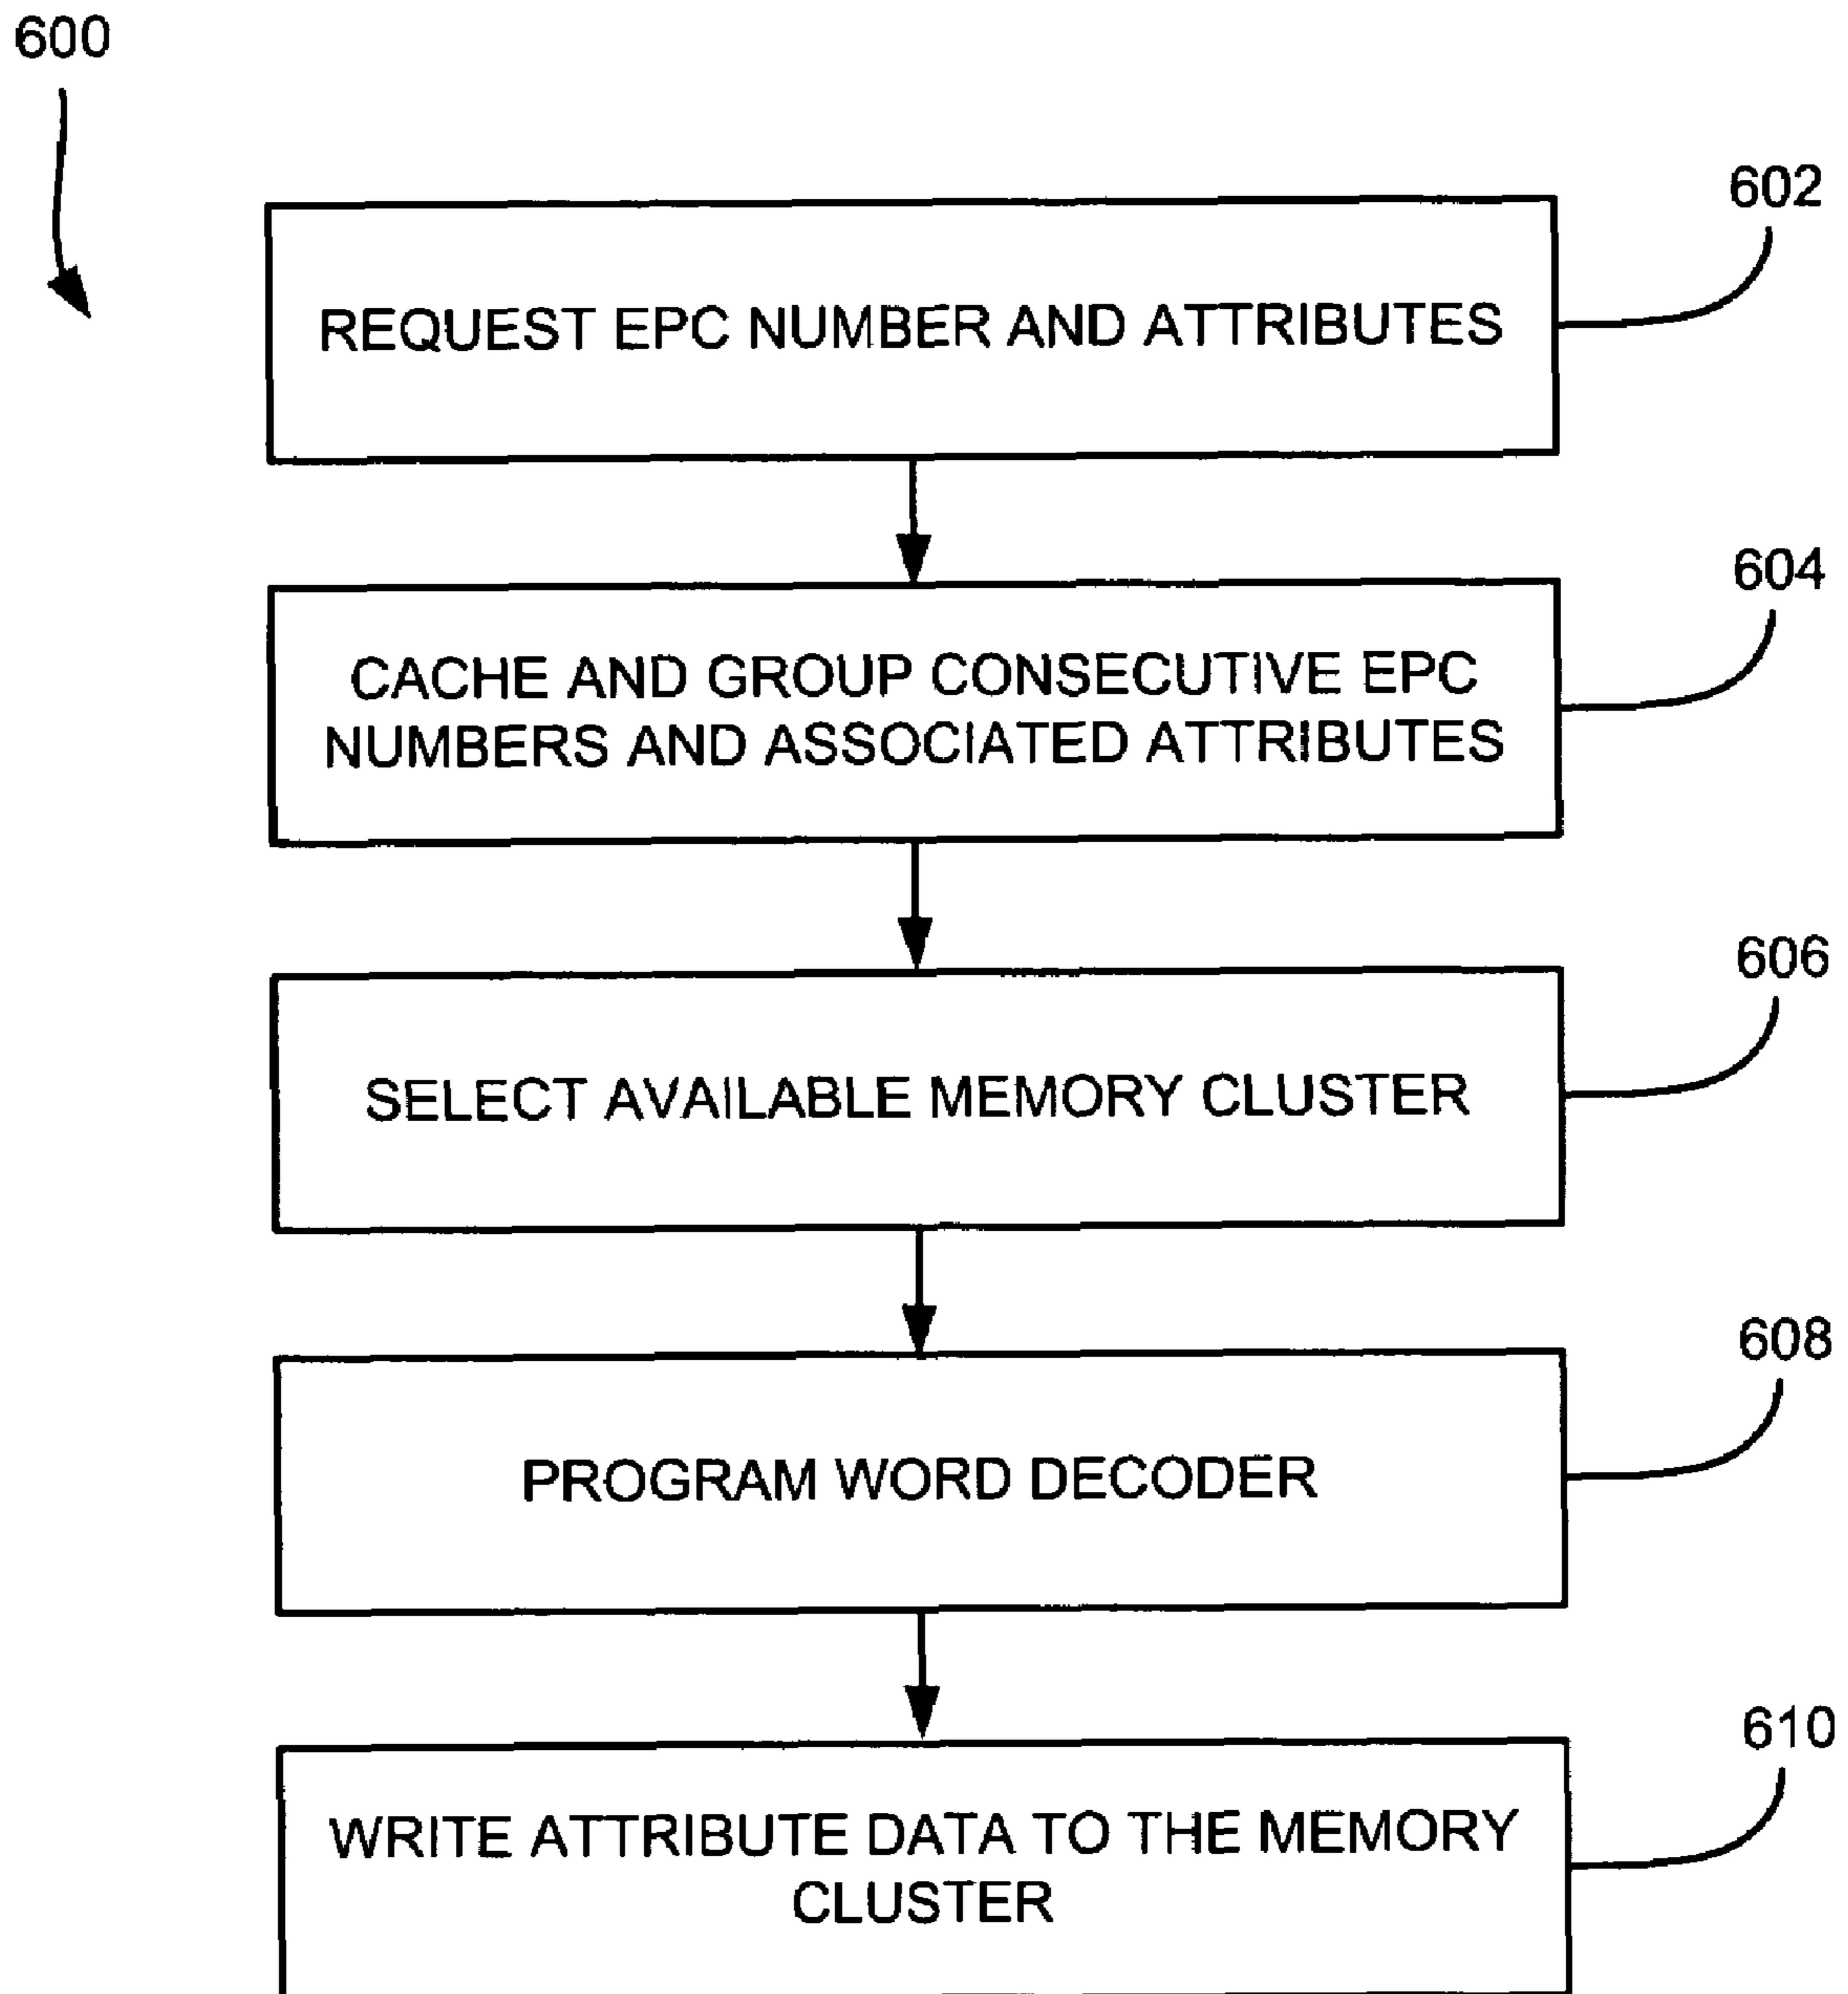 600
602
REQUEST EPC NUMBER AND ATTRIBUTES
604
CACHE AND GROUP CONSECUTIVE EPC
NUMBERS AND ASSOCIATED ATTRIBUTES
606
SELECT AVAILABLE MEMORY CLUSTER
608
PROGRAM WORD DECODER
610
WRITE ATTRIBUTE DATA TO THE MEMORY
CLUSTER